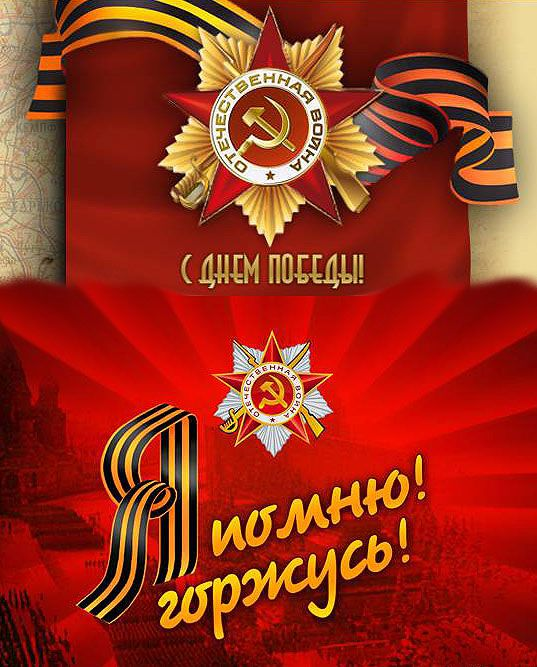 ОТЕЧЕСТВЕННАЯ ВОЙНА
С ДНЕМ ПОБЕДЫ!
ОТЕЧЕСТВЕННАЯ ВОЙНА
Я помню!
горжусь!